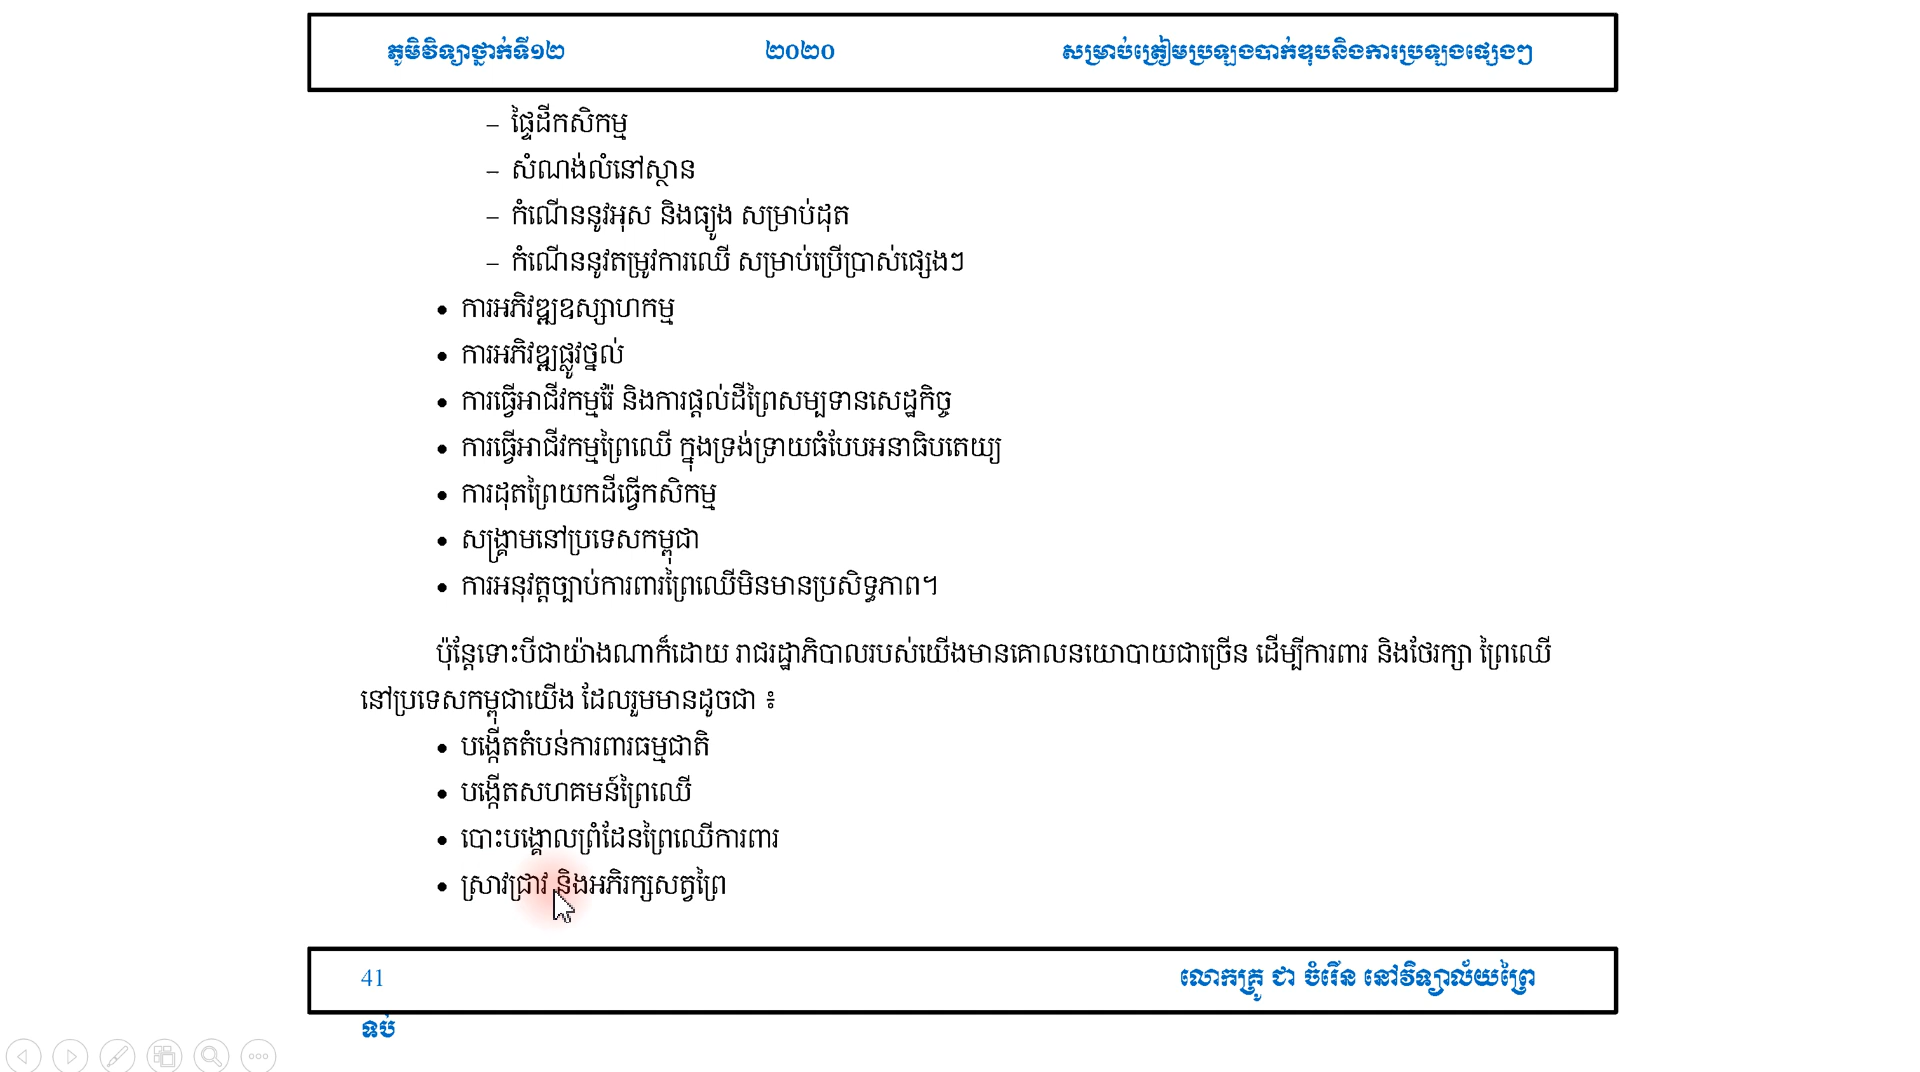 ភូមិវិទ្យាថ្នាក់ទី១២ ២០២០ សម្រាប់ត្រៀមប្រឡងបាក់ឌុបនិងការប្រឡងផ្សេងៗ
– ផ្ទៃដីកសិកម្ម
– សំណង់លំនៅស្ថាន
– កំណើននូវអុស និងធ្យូង សម្រាប់ដុត
– កំណើននូវតម្រូវការឈើ សម្រាប់ប្រើប្រាស់ផ្សេងៗ
• ការអភិវឌ្ឍឧស្សាហកម្ម
• ការអភិវឌ្ឍផ្លូវថ្នល់
• ការធ្វើអាជីវកម្មរ៉ែ និងការផ្តល់ដីព្រៃសម្បទានសេដ្ឋកិច្ច
• ការធ្វើអាជីវកម្មព្រៃឈើ ក្នុងទ្រង់ទ្រាយធំបែបអនាធិបតេយ្យ
• ការដុតព្រៃយកដីធ្វើកសិកម្ម
• សង្គ្រាមនៅប្រទេសកម្ពុជា
• ការអនុវត្តច្បាប់ការពារព្រៃឈើមិនមានប្រសិទ្ធភាព។
ប៉ុន្តែទោះបីជាយ៉ាងណាក៏ដោយ រាជរដ្ឋាភិបាលរបស់យើងមានគោលនយោបាយជាច្រើន ដើម្បីការពារ និងថែរក្សា ព្រៃឈើ
នៅប្រទេសកម្ពុជាយើង ដែលរួមមានដូចជា ៖
• បង្កើតតំបន់ការពារធម្មជាតិ
• បង្កើតសហគមន៍ព្រៃឈើ
• បោះបង្គោលព្រំដែនព្រៃឈើការពារ
• ស្រាវជ្រាវ និងអភិរក្សសត្វព្រៃ
41 លោកគ្រូ ជា ចំរើន នៅវិទ្យាល័យព្រៃ
ទប់